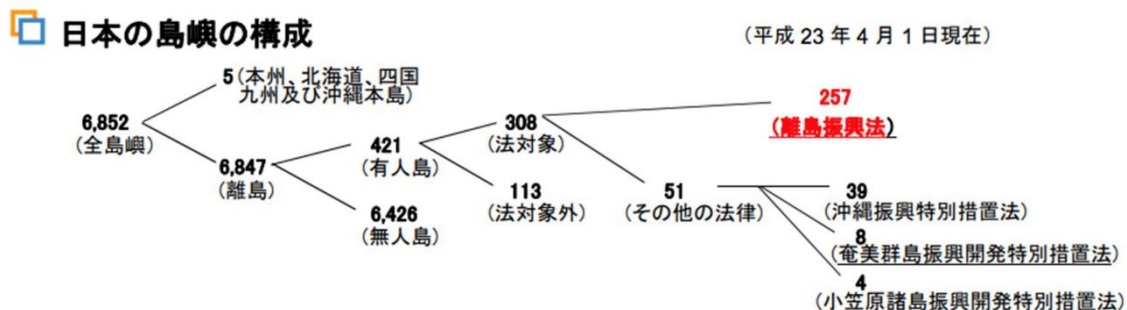 日本の島嶼の構成
（平成 23 年 4 月 1 日現在）
5（本州、北海道、四国
九州及び沖縄本島）
6,852
（全島嶼）
6,847
（離島）
421
（有人島）
6,426
（無人島）
308
（法対象）
113
（法対象外）
257
（離島振興法）
51
（その他の法律）
39
（沖縄振興特別措置法）
8
（奄美群島振興開発特別措置法）
4
（小笠原諸島振興開発特別措置法）